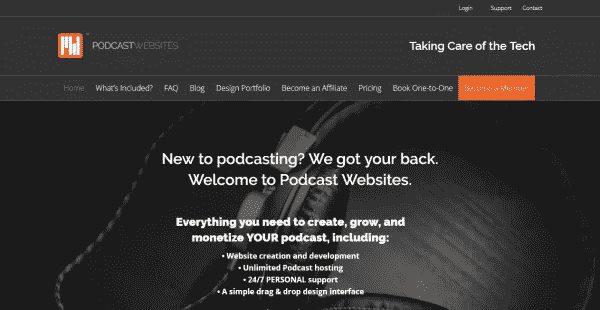 Login Support Contact
PODCASTWEBSITES Taking Care of the Tech
Home What's Included? FAQ Blog Design Portfolio Become an Affiliate Pricing Book One-to-One Become a Member
New to podcasting? We got your back.
Welcome to Podcast Websites.
Everything you need to create, grow, and
monetize YOUR podcast, including:
• Website creation and development
• Unlimited Podcast hosting
• 24/7 PERSONAL support
• A simple drag & drop design interface